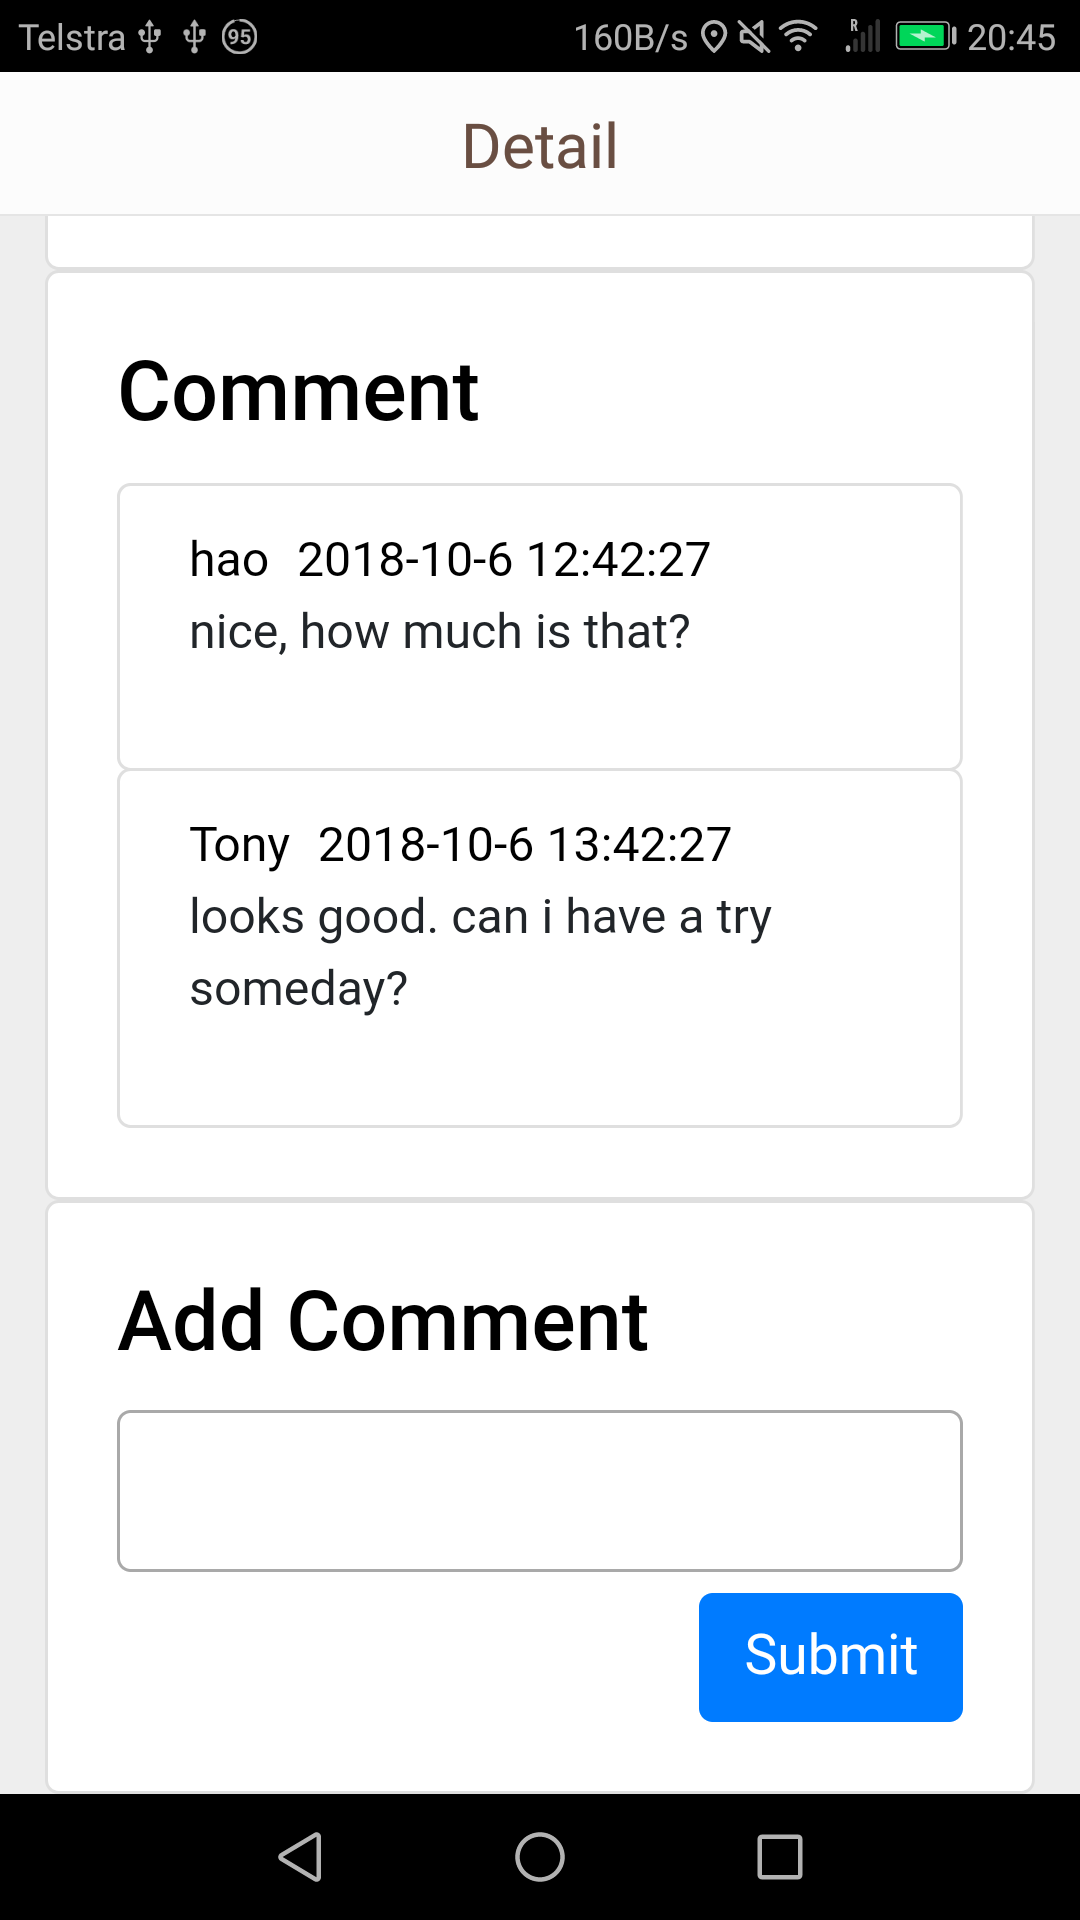 Telstra 95 160B/s R 20:45
Detail
Comment
hao 2018-10-6 12:42:27
nice, how much is that?
Tony 2018-10-6 13:42:27
looks good. can i have a try
someday?
Add Comment
Submit